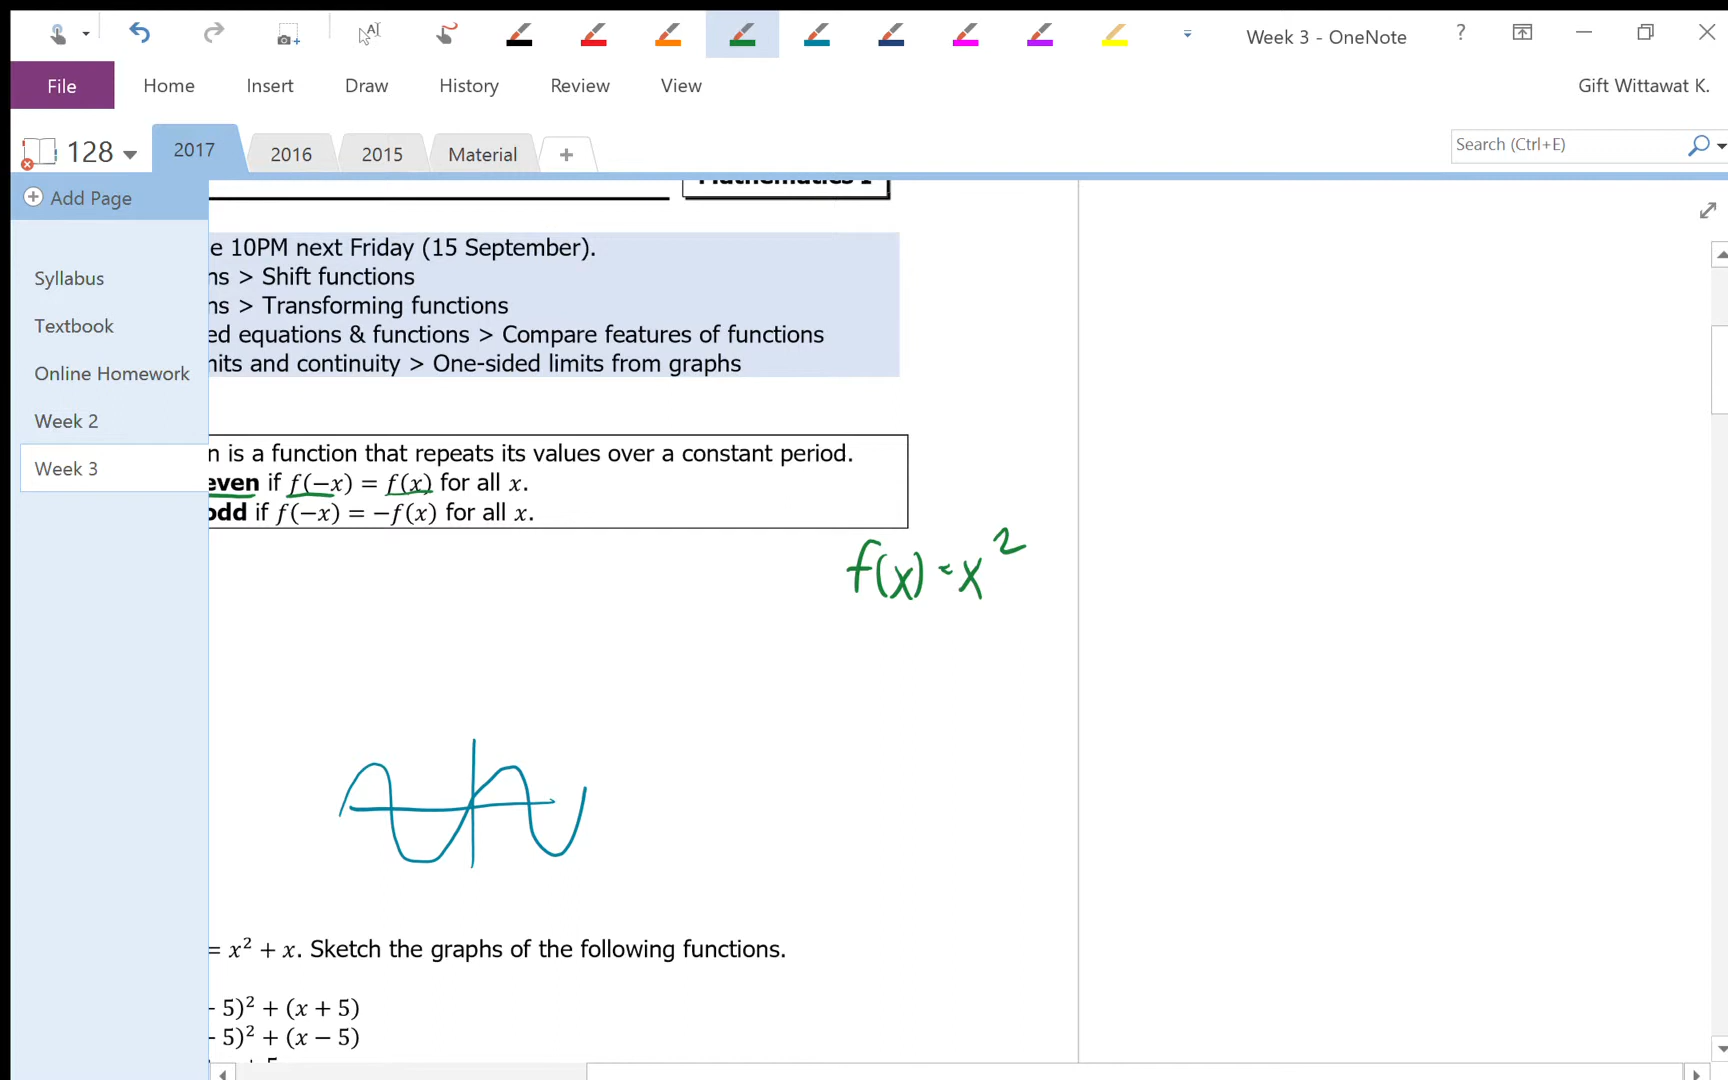 Week 3 - OneNote
?
File
Home
Insert
Draw
History
Review
View
Gift Wittawat K.
128
2017
2016
2015
Material
Search (Ctrl+E)
Add Page
Syllabus
Textbook
Online Homework
Week 2
Week 3
Mathematics 1
e 10PM next Friday (15 September).
ns > Shift functions
ns > Transforming functions
ed equations & functions > Compare features of functions
nits and continuity > One-sided limits from graphs
n is a function that repeats its values over a constant period.
even if f(−x) = f(x) for all x.
odd if f(−x) = −f(x) for all x.
f(x) = x²
= x² + x. Sketch the graphs of the following functions.
- 5)² + (x + 5)
- 5)² + (x − 5)